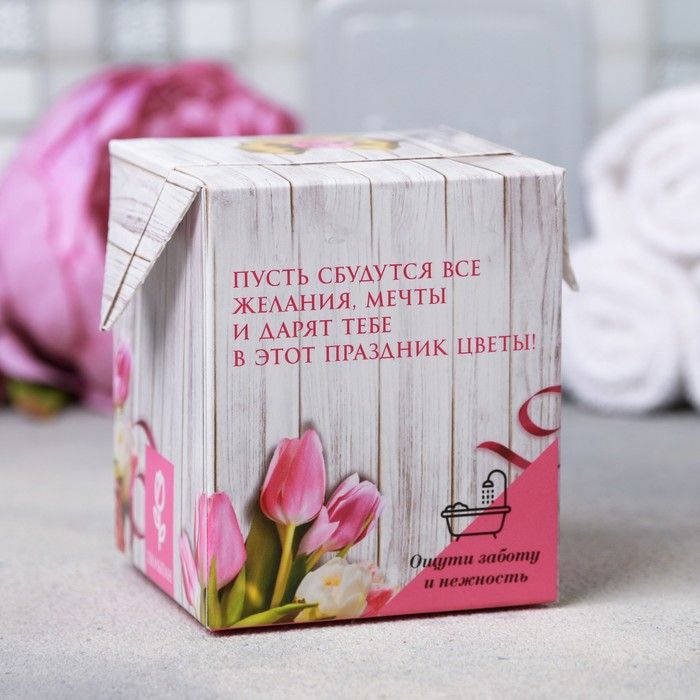 ПУСТЬ СБУДУТСЯ ВСЕ
ЖЕЛАНИЯ, МЕЧТЫ
И ДАРЯТ ТЕБЕ
В ЭТОТ ПРАЗДНИК ЦВЕТЫ!
Ощути заботу
и нежность